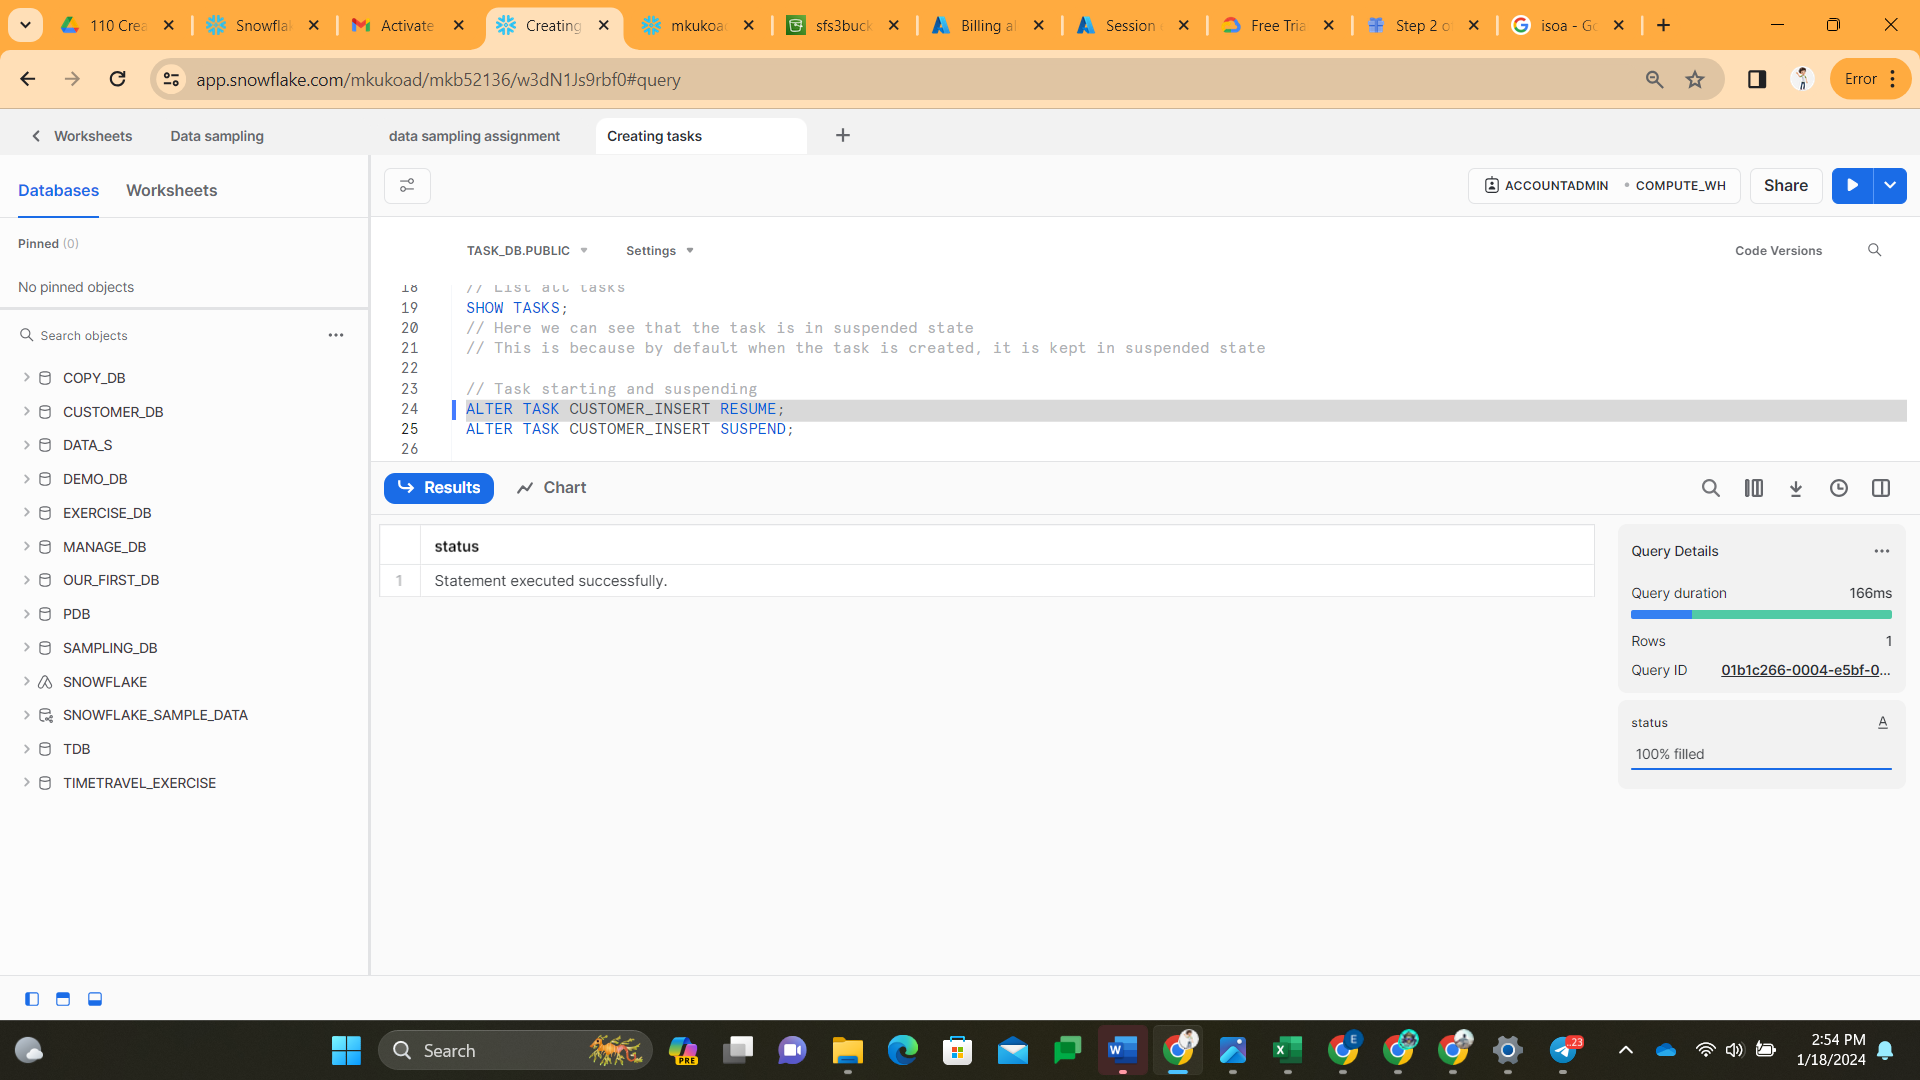 110 Crea
Snowflak
Activate
Creating
mkukoad
sfs3buck
Billing al
Session
Free Tria
Step 2 o
isoa - Go
app.snowflake.com/mkukoad/mkb52136/w3dN1Js9rbf0#query
Error
Worksheets
Data sampling
data sampling assignment
Creating tasks
Databases
Worksheets
ACCOUNTADMIN
COMPUTE_WH
Share
Pinned (0)
No pinned objects
TASK_DB.PUBLIC
Settings
Code Versions
18 // List all tasks
19 SHOW TASKS;
20 // Here we can see that the task is in suspended state
21 // This is because by default when the task is created, it is kept in suspended state
22
23 // Task starting and suspending
24 ALTER TASK CUSTOMER_INSERT RESUME;
25 ALTER TASK CUSTOMER_INSERT SUSPEND;
26
Search objects
COPY_DB
CUSTOMER_DB
DATA_S
DEMO_DB
EXERCISE_DB
MANAGE_DB
OUR_FIRST_DB
PDB
SAMPLING_DB
SNOWFLAKE
SNOWFLAKE_SAMPLE_DATA
TDB
TIMETRAVEL_EXERCISE
Results
Chart
status
1 Statement executed successfully.
Query Details
Query duration 166ms
Rows 1
Query ID 01b1c266-0004-e5bf-0...
status A
100% filled
Search
PRE
W
X
E
23
2:54 PM
1/18/2024